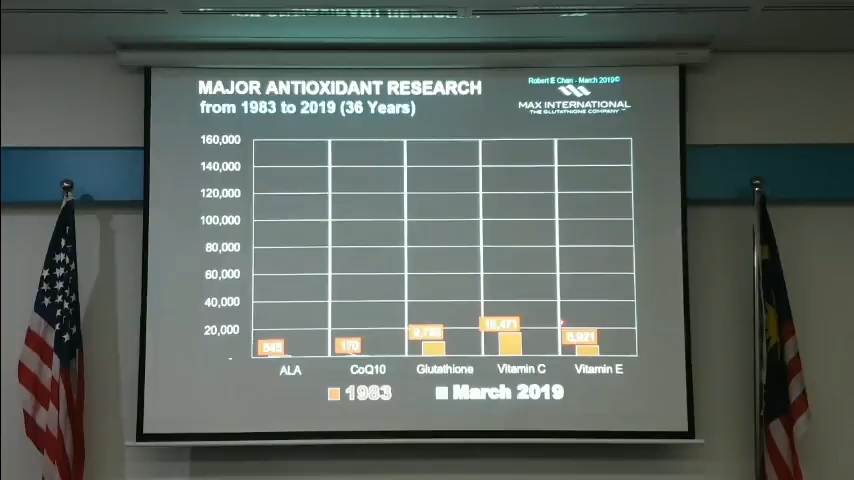 MAJOR ANTIOXIDANT RESEARCH
from 1983 to 2019 (36 Years)
Robert E Chan - March 2019©
MAX INTERNATIONAL
THE GLUTATHIONE COMPANY™
160,000
140,000
120,000
100,000
80,000
60,000
40,000
20,000
-
170
ALA CoQ10 Glutathione Vitamin C Vitamin E
1983 March 2019